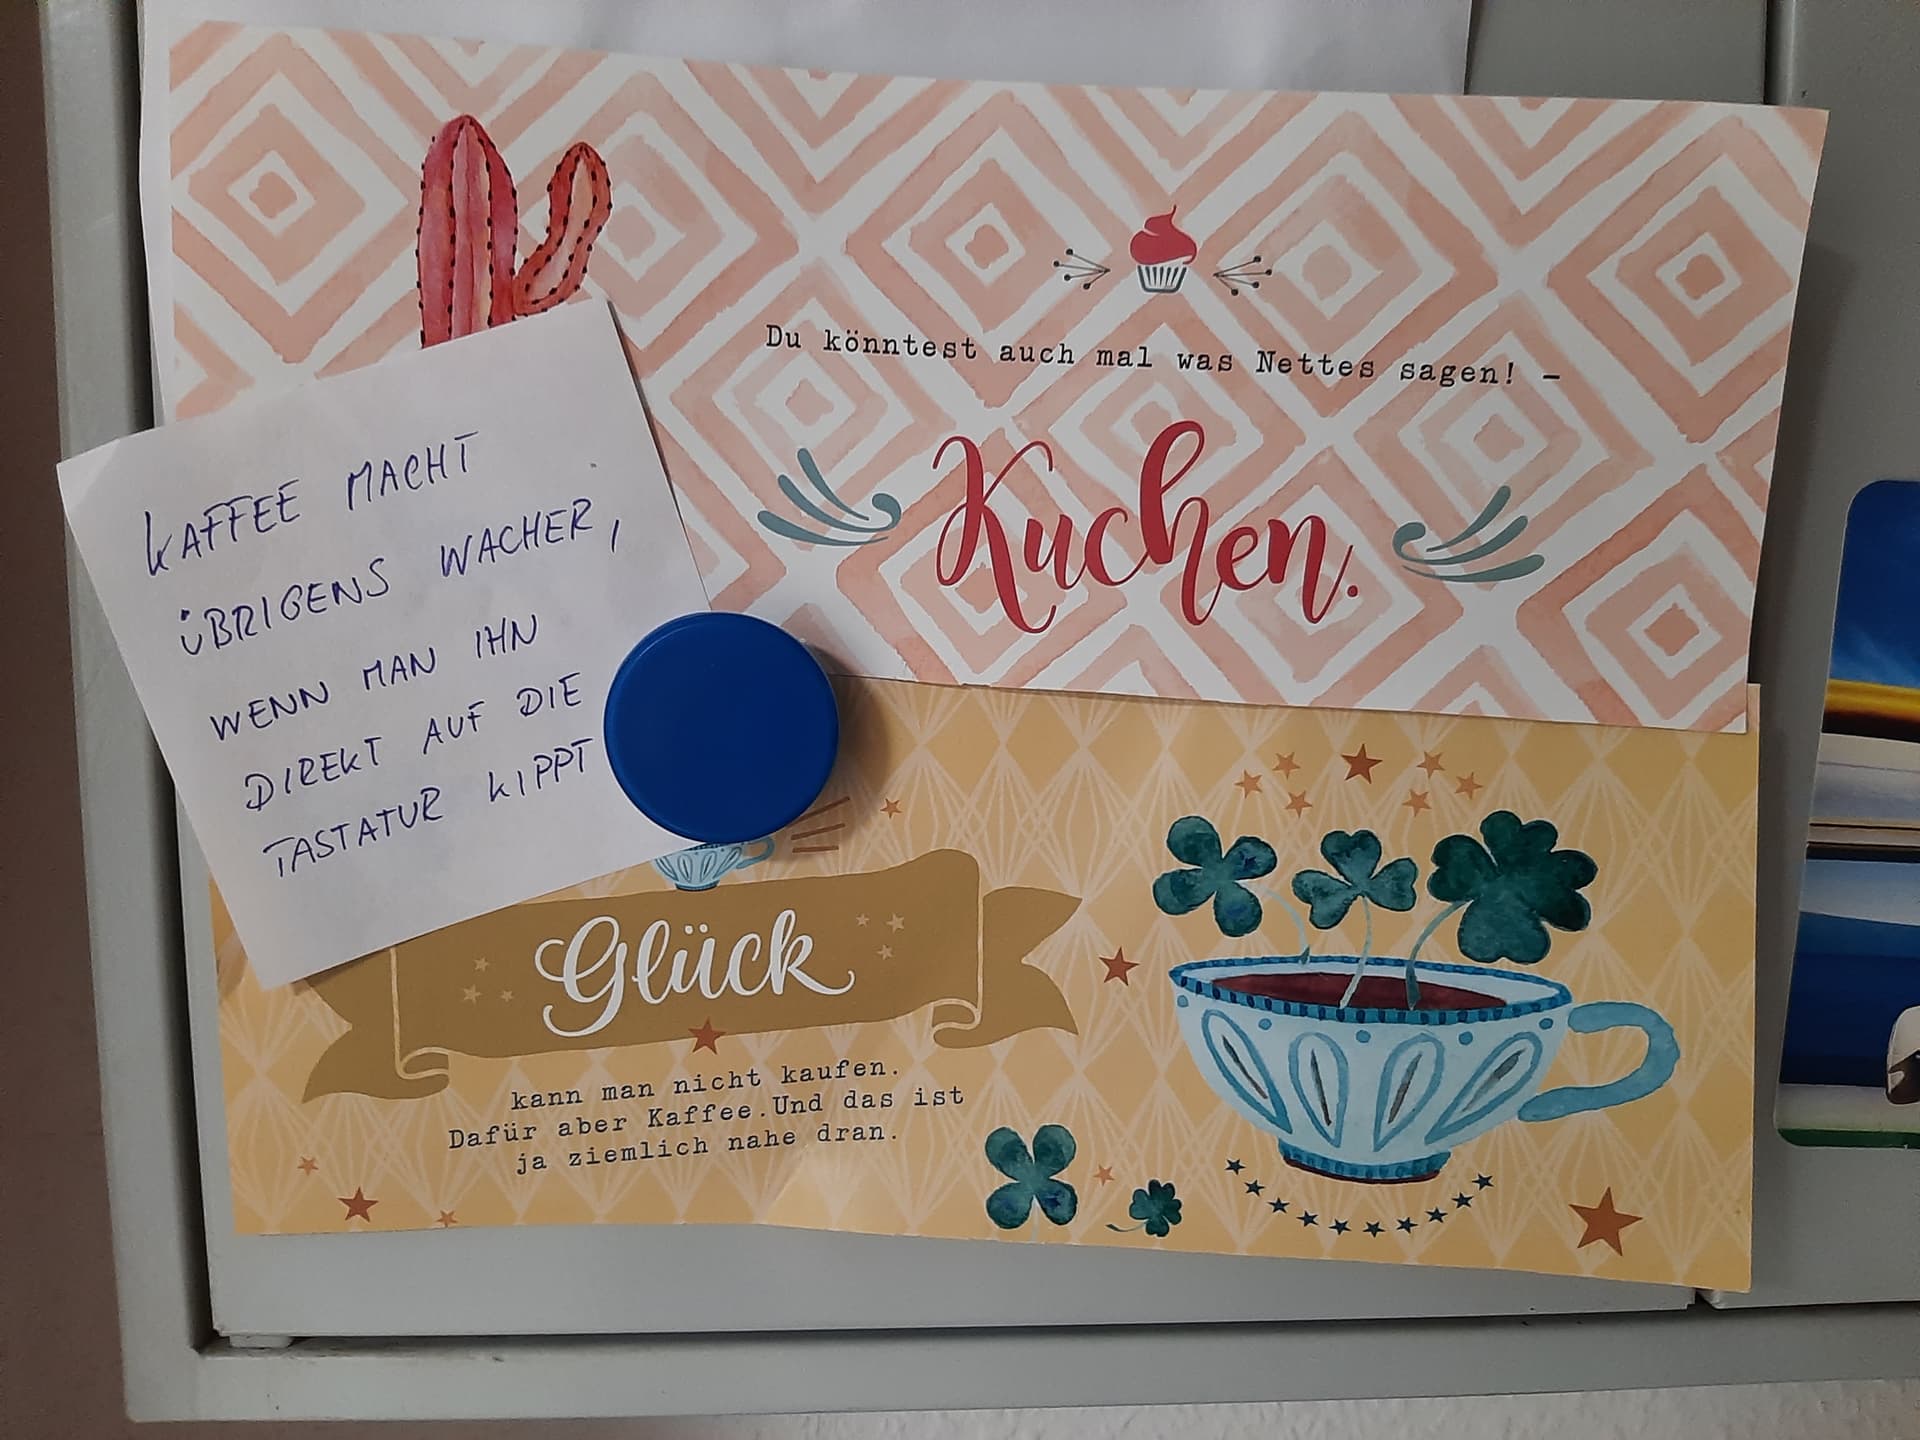 Du könntest auch mal was Nettes sagen! –
Kuchen.
KAFFEE MACHT
ÜBRIGENS WACHER,
WENN MAN IHN
DIREKT AUF DIE
TASTATUR KIPPT
Glück
kann man nicht kaufen.
Dafür aber Kaffee.Und das ist
ja ziemlich nahe dran.